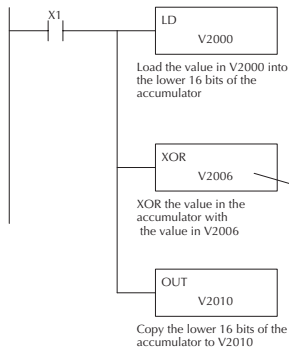 X1
LD
V2000
Load the value in V2000 into
the lower 16 bits of the
accumulator
XOR
V2006
XOR the value in the
accumulator with
the value in V2006
OUT
V2010
Copy the lower 16 bits of the
accumulator to V2010